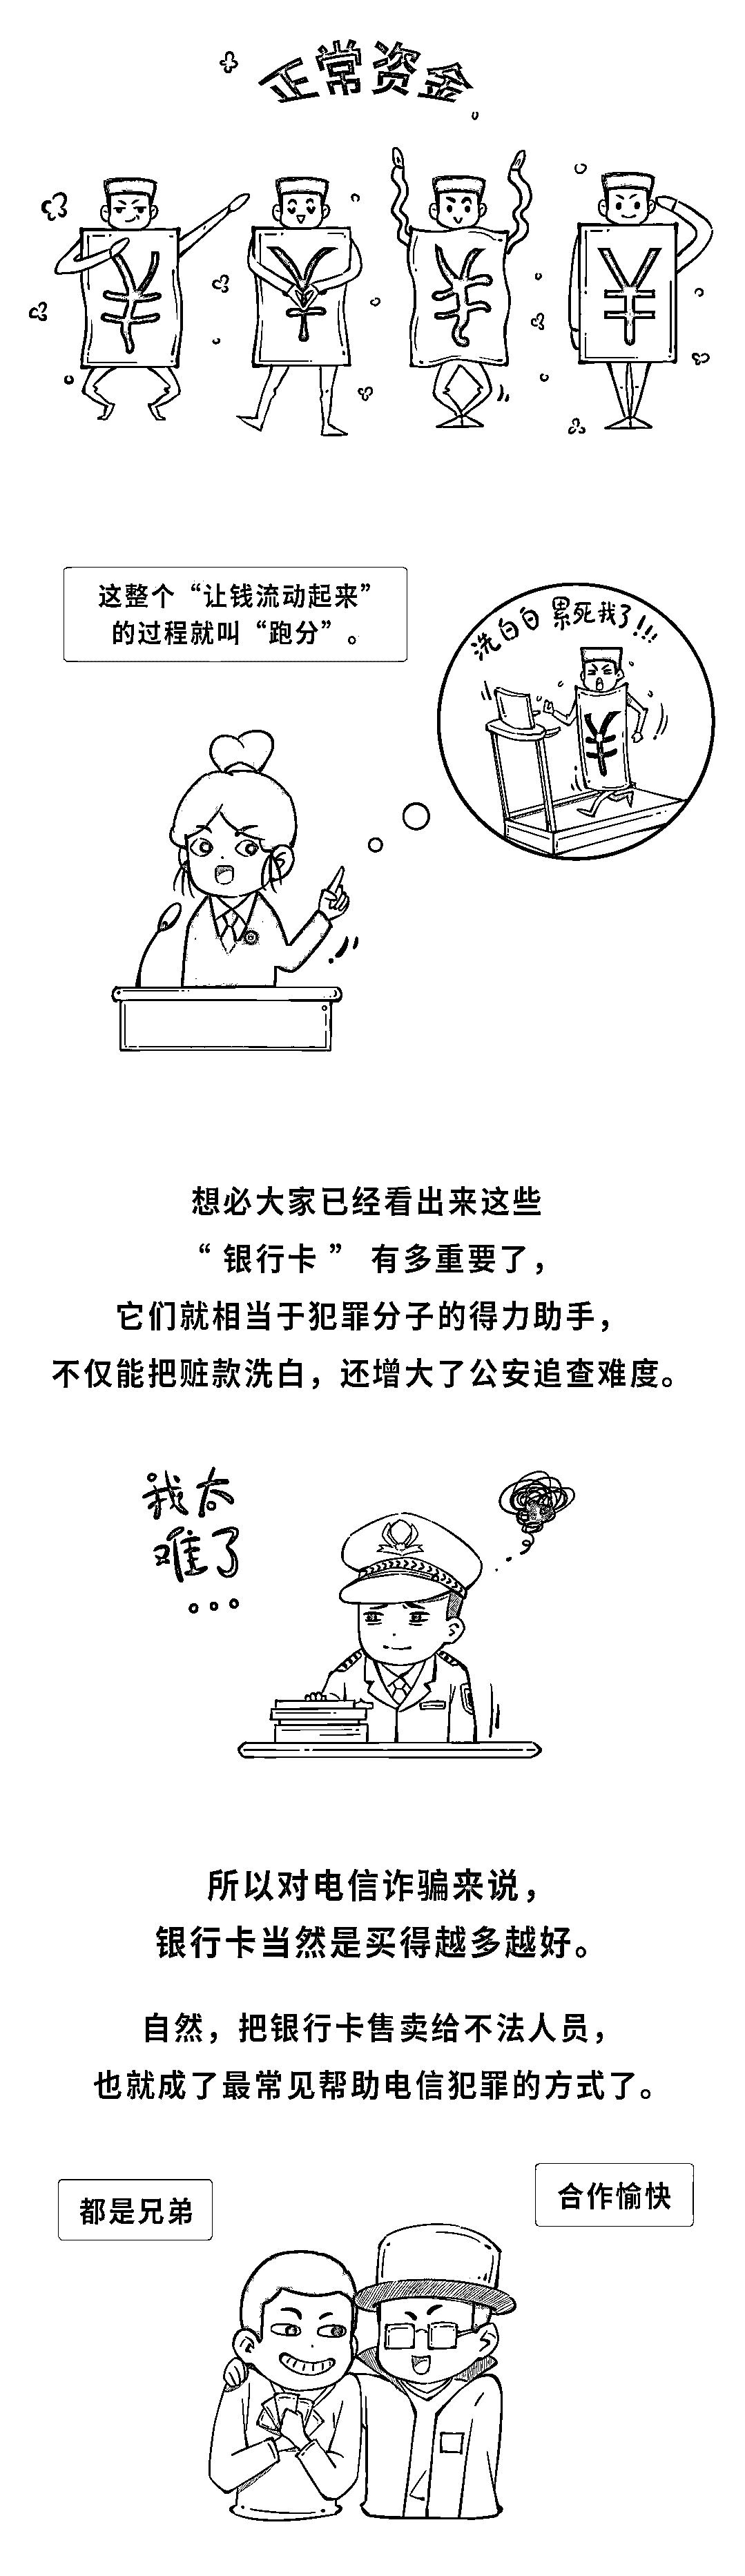 正常资金
¥ ¥ ¥ ¥
这整个“让钱流动起来”
的过程就叫“跑分”。
洗白白 累死我了!!!
¥
想必大家已经看出来这些
“银行卡” 有多重要了，
它们就相当于犯罪分子的得力助手，
不仅能把赃款洗白，还增大了公安追查难度。
我太
难了
...
所以对电信诈骗来说，
银行卡当然是买得越多越好。
自然，把银行卡售卖给不法人员，
也就成了最常见帮助电信犯罪的方式了。
都是兄弟
合作愉快